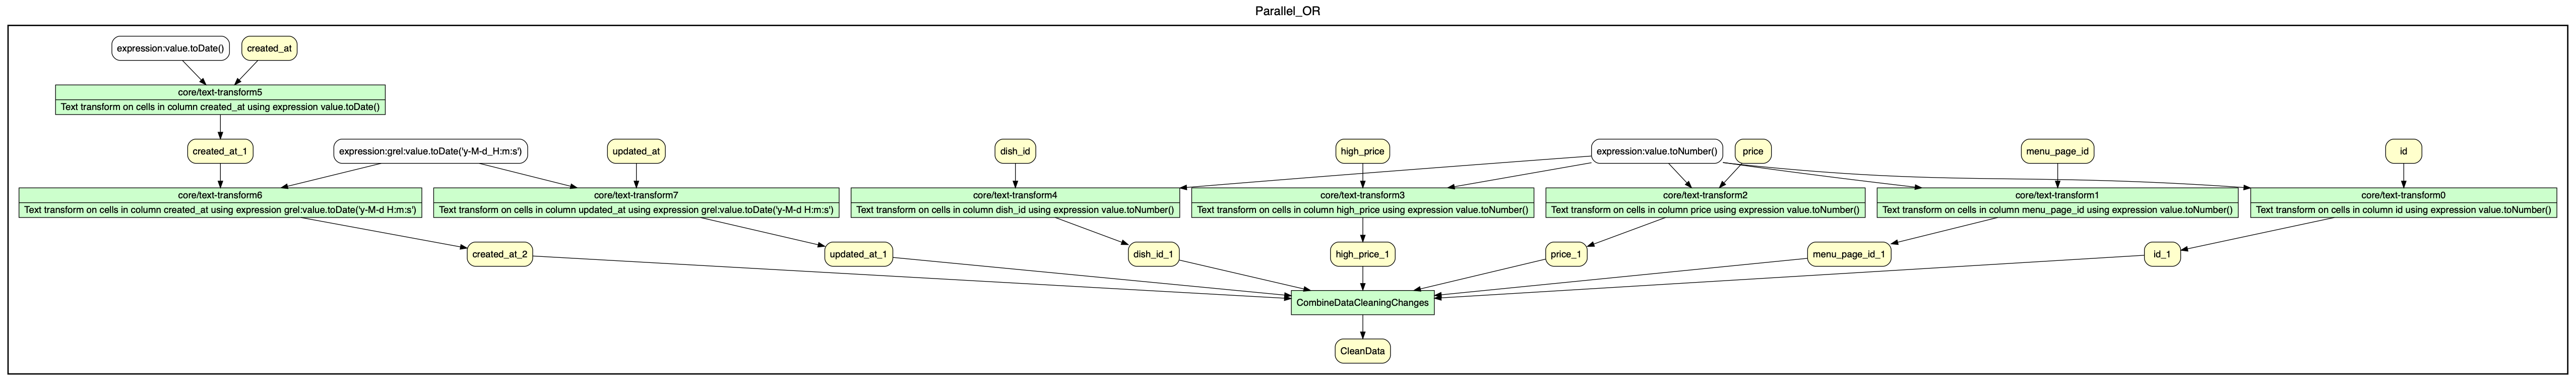 Parallel_OR
expression:value.toDate()
created_at
core/text-transform5
Text transform on cells in column created_at using expression value.toDate()
created_at_1
expression:grel:value.toDate('y-M-d_H:m:s')
updated_at
dish_id
high_price
expression:value.toNumber()
price
menu_page_id
id
core/text-transform6
Text transform on cells in column created_at using expression grel:value.toDate('y-M-d H:m:s')
core/text-transform7
Text transform on cells in column updated_at using expression grel:value.toDate('y-M-d H:m:s')
core/text-transform4
Text transform on cells in column dish_id using expression value.toNumber()
core/text-transform3
Text transform on cells in column high_price using expression value.toNumber()
core/text-transform2
Text transform on cells in column price using expression value.toNumber()
core/text-transform1
Text transform on cells in column menu_page_id using expression value.toNumber()
core/text-transform0
Text transform on cells in column id using expression value.toNumber()
created_at_2
updated_at_1
dish_id_1
high_price_1
price_1
menu_page_id_1
id_1
CombineDataCleaningChanges
CleanData